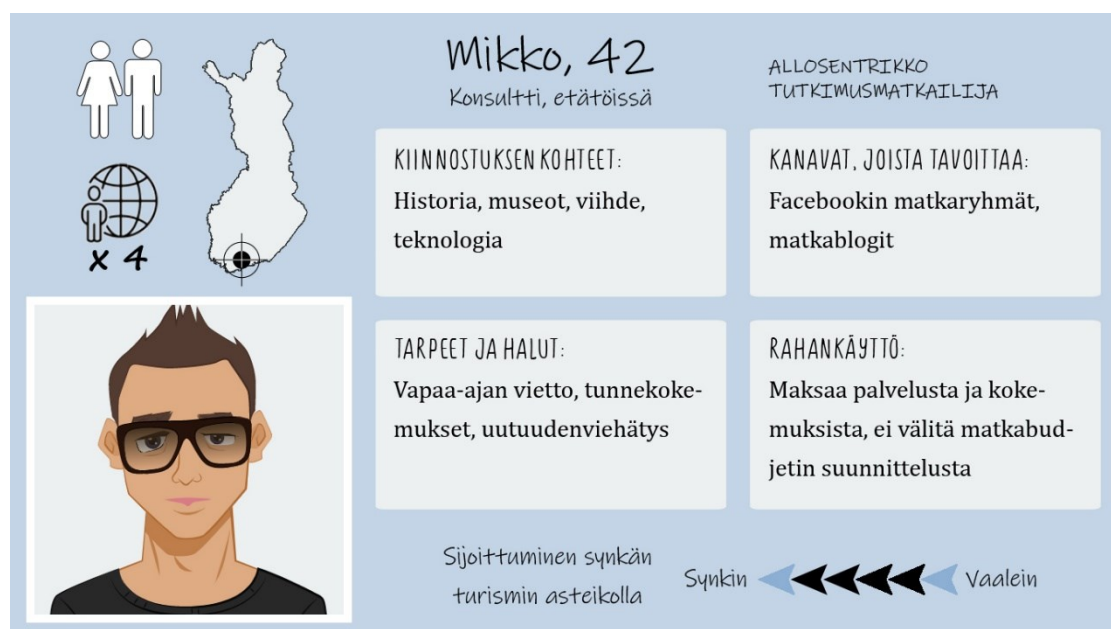 Mikko, 42
Konsultti, etätöissä
ALLOSENTRIKKO
TUTKIMUSMATKAILIJA
x 4
KIINNOSTUKSEN KOHTEET:
Historia, museot, viihde,
teknologia
KANAVAT, JOISTA TAVOITTAA:
Facebookin matkaryhmät,
matkablogit
TARPEET JA HALUT:
Vapaa-ajan vietto, tunnekoke-
mukset, uutuudenviehätys
RAHANKÄYTTÖ:
Maksaa palvelusta ja koke-
muksista, ei välitä matkabud-
jetin suunnittelusta
Sijoittuminen synkän
turismin asteikolla
Synkin
Vaalein